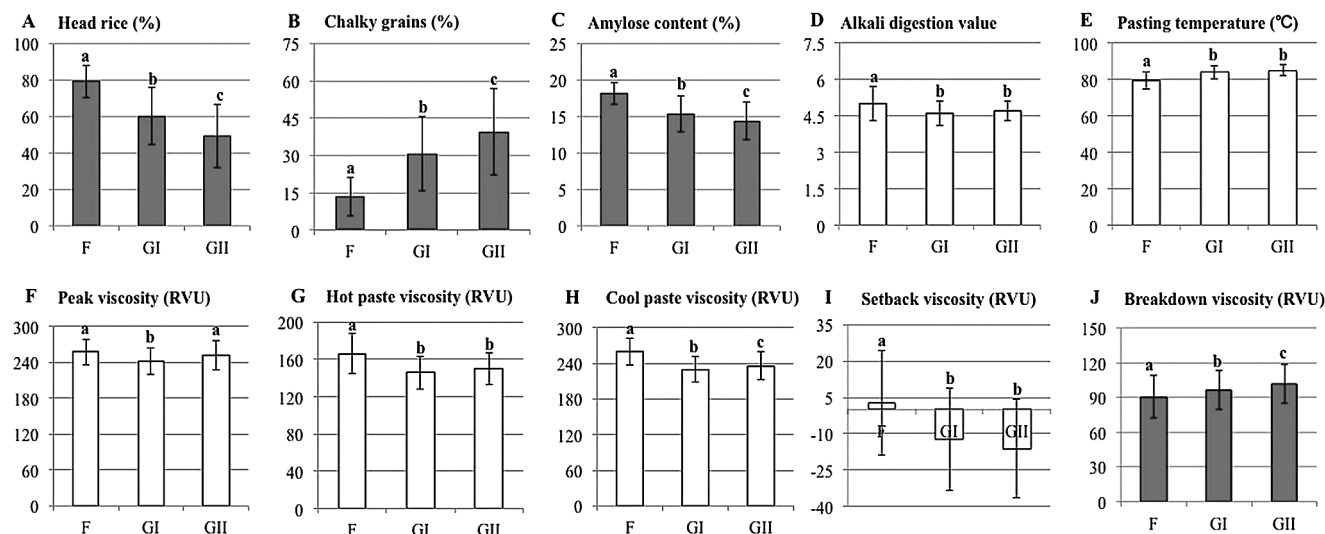 A Head rice (%)
100
80
60
40
20
0
a
b
c
F GI GII
B Chalky grains (%)
75
60
45
30
15
0
a
b
c
F GI GII
C Amylose content (%)
25
20
15
10
5
0
a
b
c
F GI GII
D Alkali digestion value
7.5
6
4.5
3
1.5
0
a
b
b
F GI GII
E Pasting temperature (℃)
100
80
60
40
20
0
a
b
b
F GI GII
F Peak viscosity (RVU)
300
240
180
120
60
0
a
b
a
F GI GII
G Hot paste viscosity (RVU)
200
160
120
80
40
0
a
b
b
F GI GII
H Cool paste viscosity (RVU)
300
240
180
120
60
0
a
b
c
F GI GII
I Setback viscosity (RVU)
35
20
5
-10
-25
-40
a
b
b
F GI GII
J Breakdown viscosity (RVU)
150
120
90
60
30
0
a
b
c
F GI GII